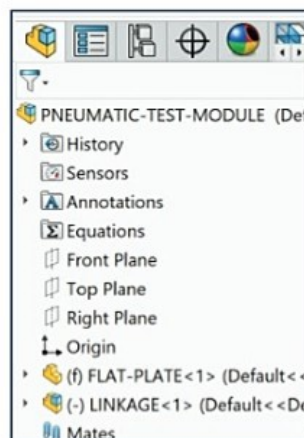 PNEUMATIC-TEST-MODULE (Def
History
Sensors
Annotations
Equations
Front Plane
Top Plane
Right Plane
Origin
(f) FLAT-PLATE<1> (Default<<
(-) LINKAGE<1> (Default<<De
Mates